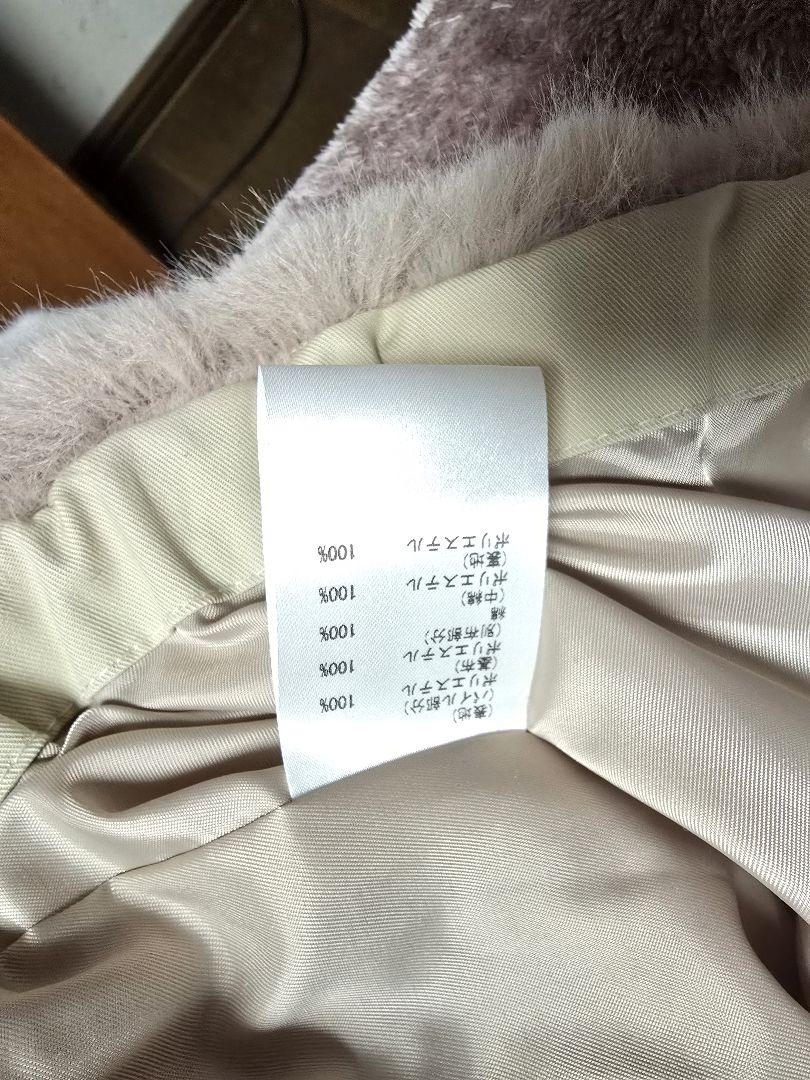 (表地)
(パイル部分)
ポリエステル 100%
(基布)
ポリエステル 100%
(別布部分)
綿 100%
(中綿)
ポリエステル 100%
(裏地)
ポリエステル 100%